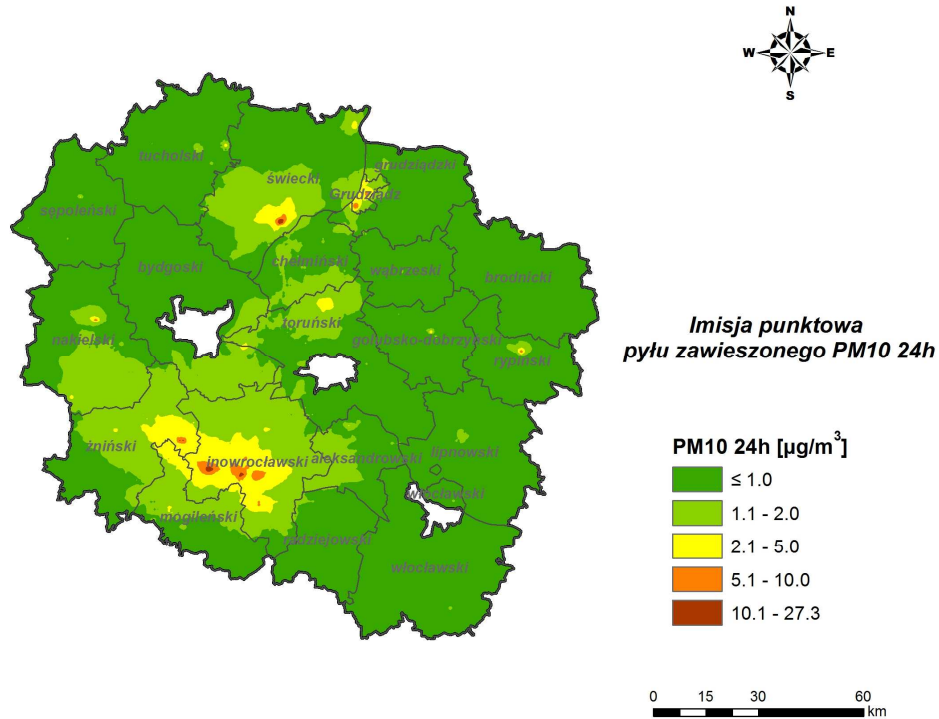 N
W E
S
tucholski
grudziądzki
świecki
Grudziądz
sępoleński
chełmiński
bydgoski
wąbrzeski
brodnicki
toruński
nakielski
golubsko-dobrzyński
rypiński
Imisja punktowa
pyłu zawieszonego PM10 24h
żniński
inowrocławski
aleksandrowski
lipnowski
włocławski
mogileński
radziejowski
włocławski
PM10 24h [µg/m³]
≤ 1.0
1.1 - 2.0
2.1 - 5.0
5.1 - 10.0
10.1 - 27.3
0 15 30 60
km